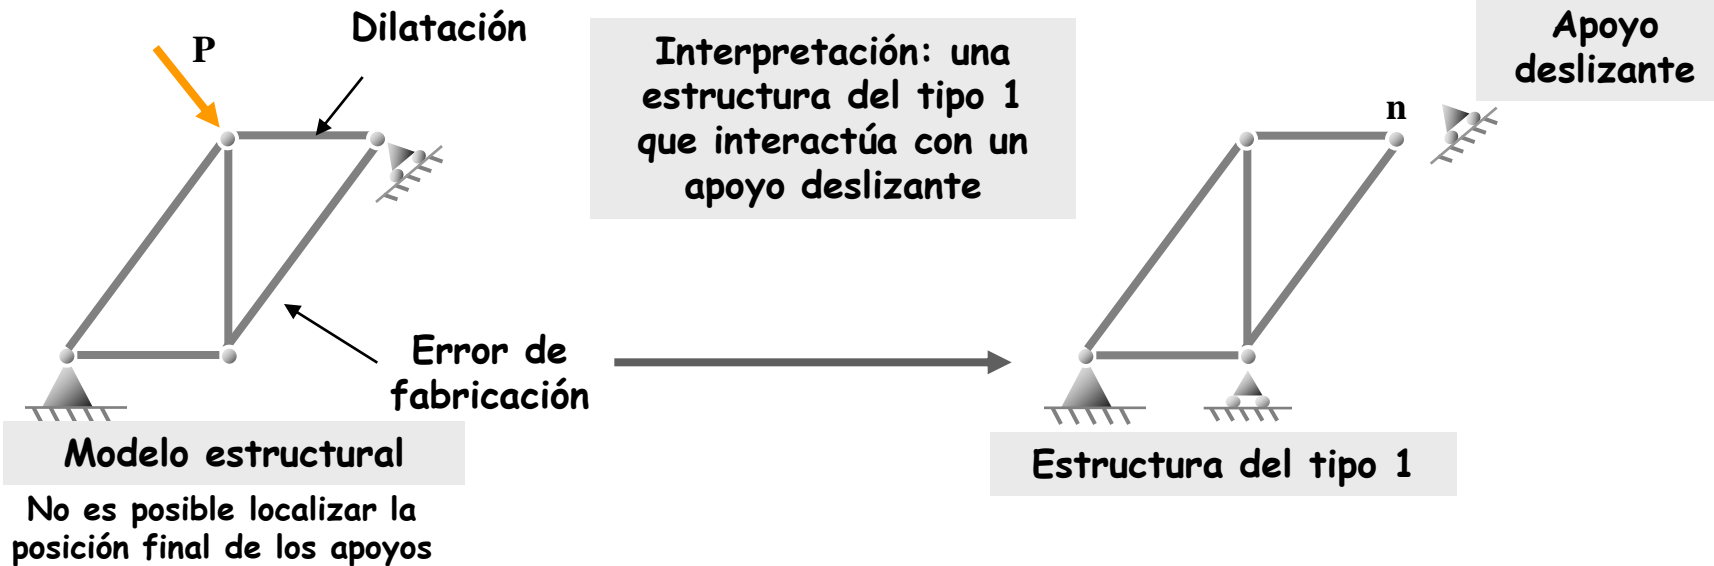 P
Dilatación
Error de
fabricación
Modelo estructural
No es posible localizar la
posición final de los apoyos
Interpretación: una
estructura del tipo 1
que interactúa con un
apoyo deslizante
Apoyo
deslizante
n
Estructura del tipo 1